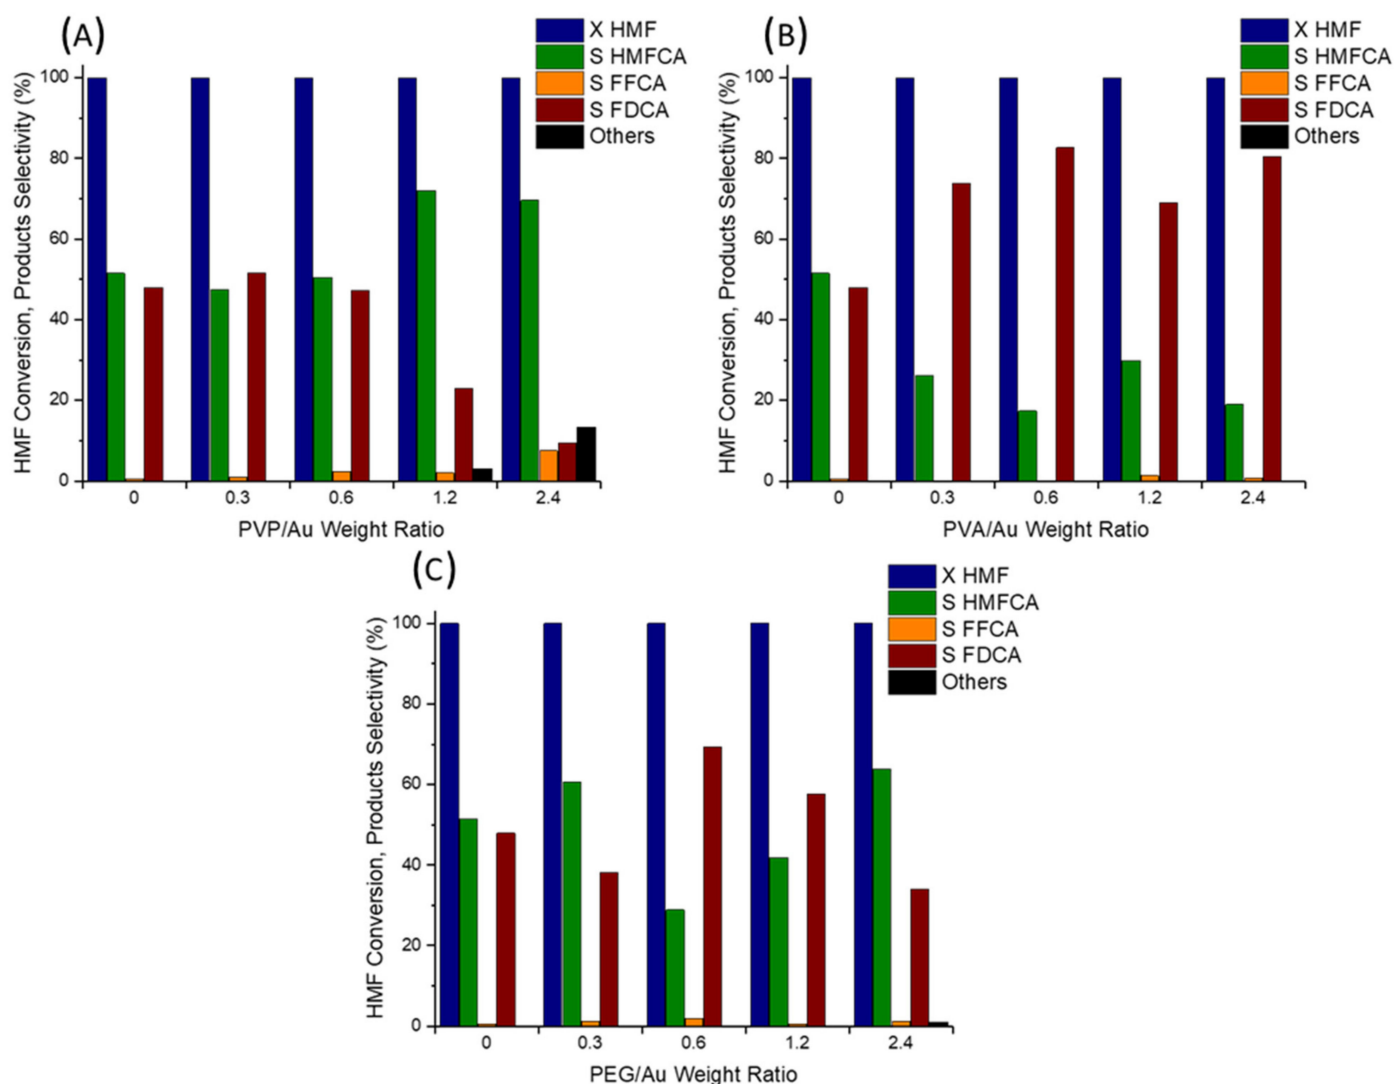 (A)
X HMF
S HMFCA
S FFCA
S FDCA
Others
HMF Conversion, Products Selectivity (%)
100
80
60
40
20
0
0 0.3 0.6 1.2 2.4
PVP/Au Weight Ratio
(B)
X HMF
S HMFCA
S FFCA
S FDCA
Others
HMF Conversion, Products Selectivity (%)
100
80
60
40
20
0
0 0.3 0.6 1.2 2.4
PVA/Au Weight Ratio
(C)
X HMF
S HMFCA
S FFCA
S FDCA
Others
HMF Conversion, Products Selectivity (%)
100
80
60
40
20
0
0 0.3 0.6 1.2 2.4
PEG/Au Weight Ratio